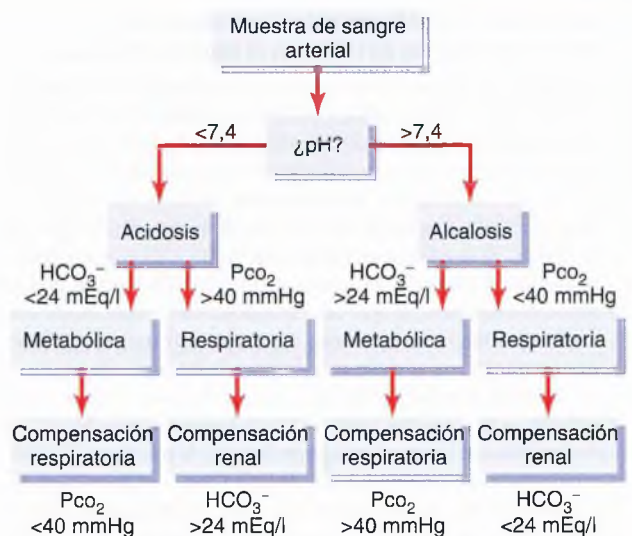 Muestra de sangre
arterial
<7,4
¿pH?
>7,4
Acidosis
Alcalosis
HCO₃⁻
<24 mEq/l
Pco₂
>40 mmHg
HCO₃⁻
>24 mEq/l
Pco₂
<40 mmHg
Metabólica
Respiratoria
Metabólica
Respiratoria
Compensación
respiratoria
Compensación
renal
Compensación
respiratoria
Compensación
renal
Pco₂
<40 mmHg
HCO₃⁻
>24 mEq/l
Pco₂
>40 mmHg
HCO₃⁻
<24 mEq/l